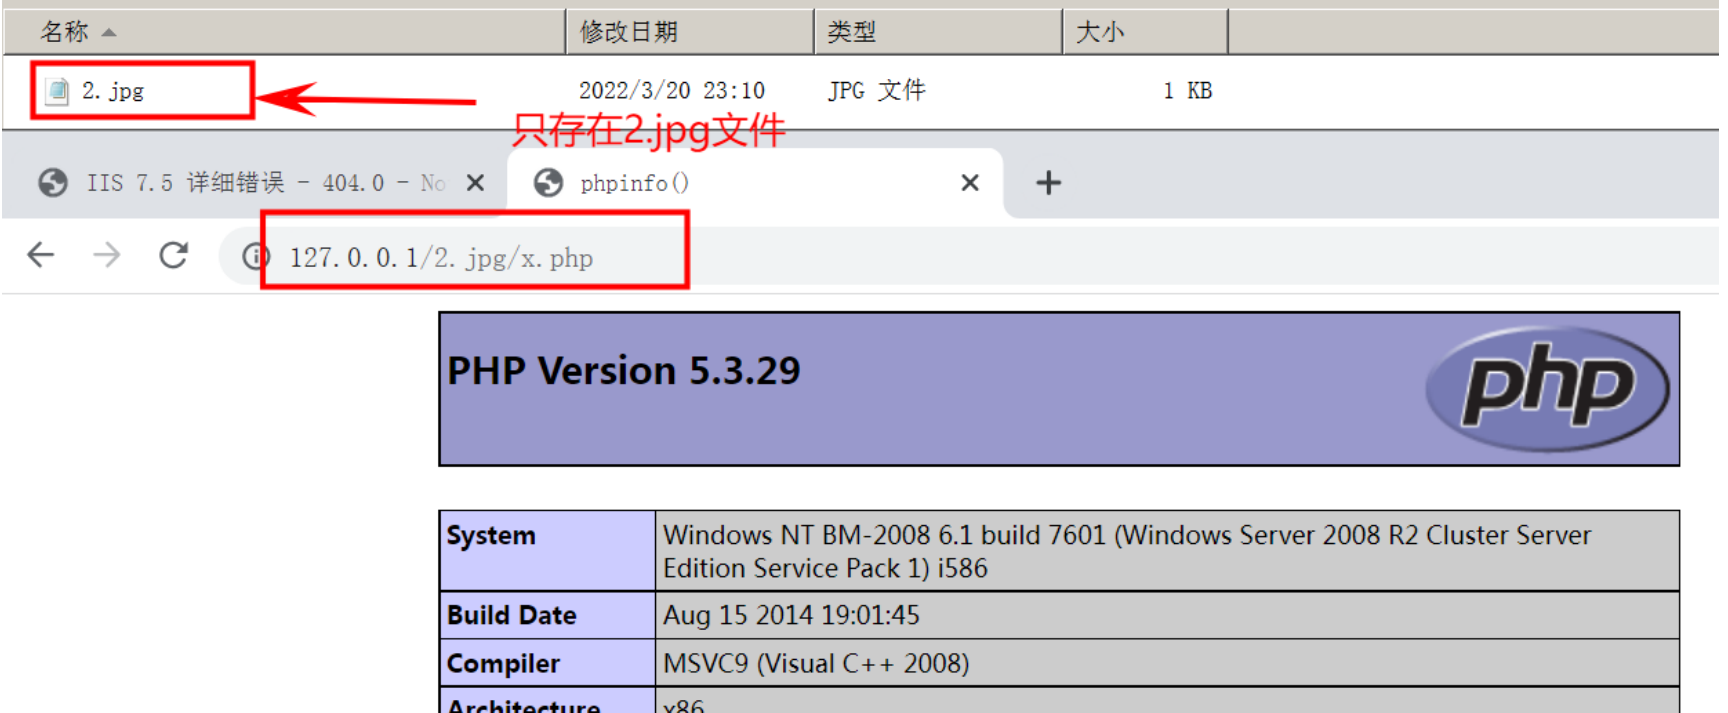 名称 修改日期 类型 大小
2.jpg 2022/3/20 23:10 JPG 文件 1 KB
只存在2.jpg文件
IIS 7.5 详细错误 - 404.0 - No phpinfo()
127.0.0.1/2.jpg/x.php
PHP Version 5.3.29
php
System Windows NT BM-2008 6.1 build 7601 (Windows Server 2008 R2 Cluster Server
Edition Service Pack 1) i586
Build Date Aug 15 2014 19:01:45
Compiler MSVC9 (Visual C++ 2008)
Architecture x86